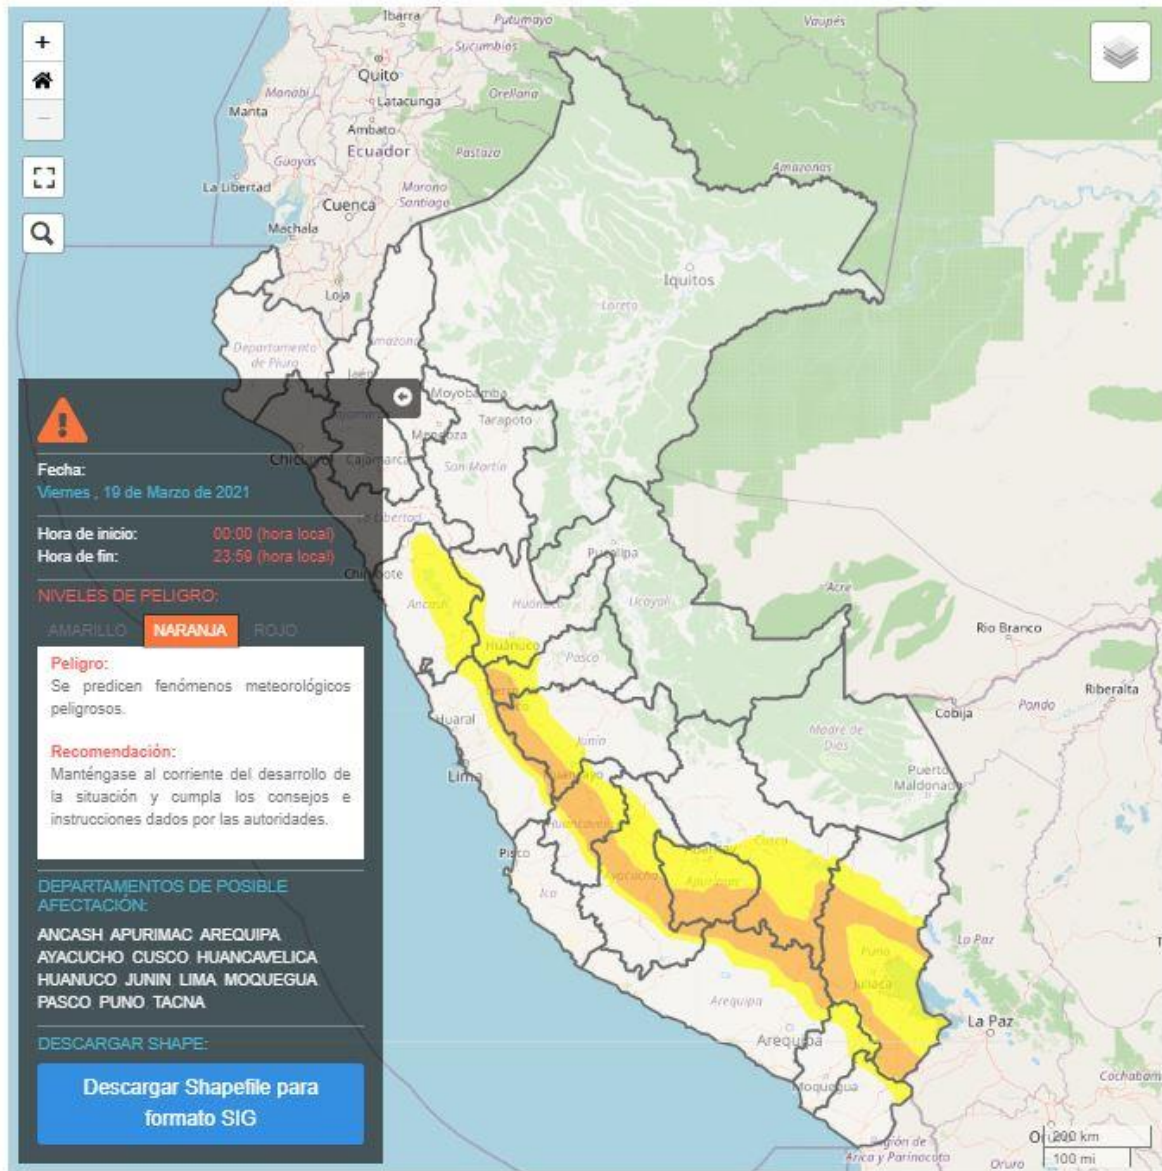 Ibarra
Putumayo
Vaupés
+
Sucumbíos
Quito
Orellana
Manabí
Latacunga
Manta
Ambato
Ecuador
Pastaza
Amazonas
Guayas
La Libertad
Morona
Santiago
Cuenca
Machala
Iquitos
Loja
Loreto
Departamento
de Piura
Jaén
Moyobamba
Tarapoto
San Martín
Cajamarca
Fecha:
Viernes , 19 de Marzo de 2021
La Libertad
Hora de inicio: 00:00 (hora local)
Hora de fin: 23:59 (hora local)
Pucallpa
Acre
NIVELES DE PELIGRO:
Ancash
Huánuco
Ucayali
AMARILLO NARANJA ROJO
Rio Branco
Huánuco
Pasco
Peligro:
Se predicen fenómenos meteorológicos
peligrosos.
Riberalta
Cobija
Pando
Huaral
Madre de
Dios
Junín
Recomendación:
Manténgase al corriente del desarrollo de
la situación y cumpla los consejos e
instrucciones dados por las autoridades.
Lima
Huancayo
Puerto
Maldonado
Huancavelica
Cusco
Pisco
Ayacucho
Apurímac
DEPARTAMENTOS DE POSIBLE
AFECTACIÓN:
Ica
ANCASH APURIMAC AREQUIPA
AYACUCHO CUSCO HUANCAVELICA
HUANUCO JUNIN LIMA MOQUEGUA
PASCO PUNO TACNA
La Paz
Puno
Juliaca
Arequipa
DESCARGAR SHAPE:
La Paz
Arequipa
Descargar Shapefile para
formato SIG
Moquegua
Cochabam
200 km
100 mi
Región de
Arica y Parinacota
Oruro